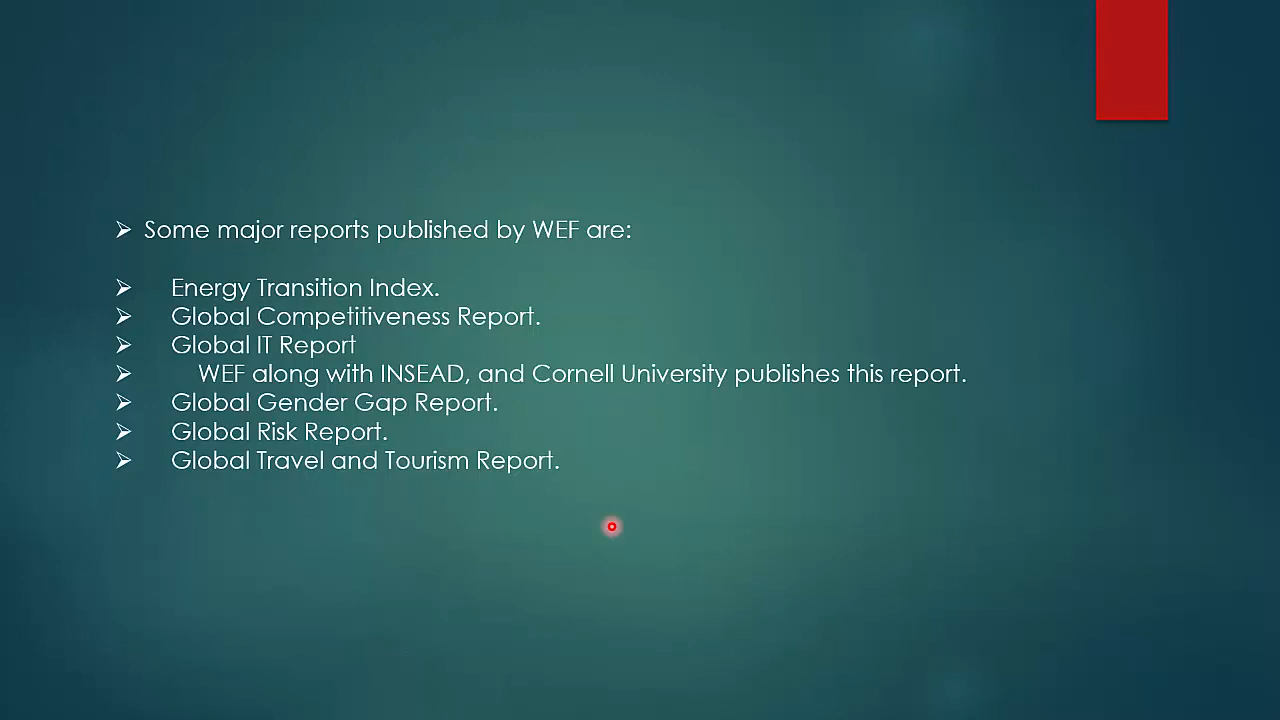 ➢ Some major reports published by WEF are:
➢ Energy Transition Index.
➢ Global Competitiveness Report.
➢ Global IT Report
➢ WEF along with INSEAD, and Cornell University publishes this report.
➢ Global Gender Gap Report.
➢ Global Risk Report.
➢ Global Travel and Tourism Report.